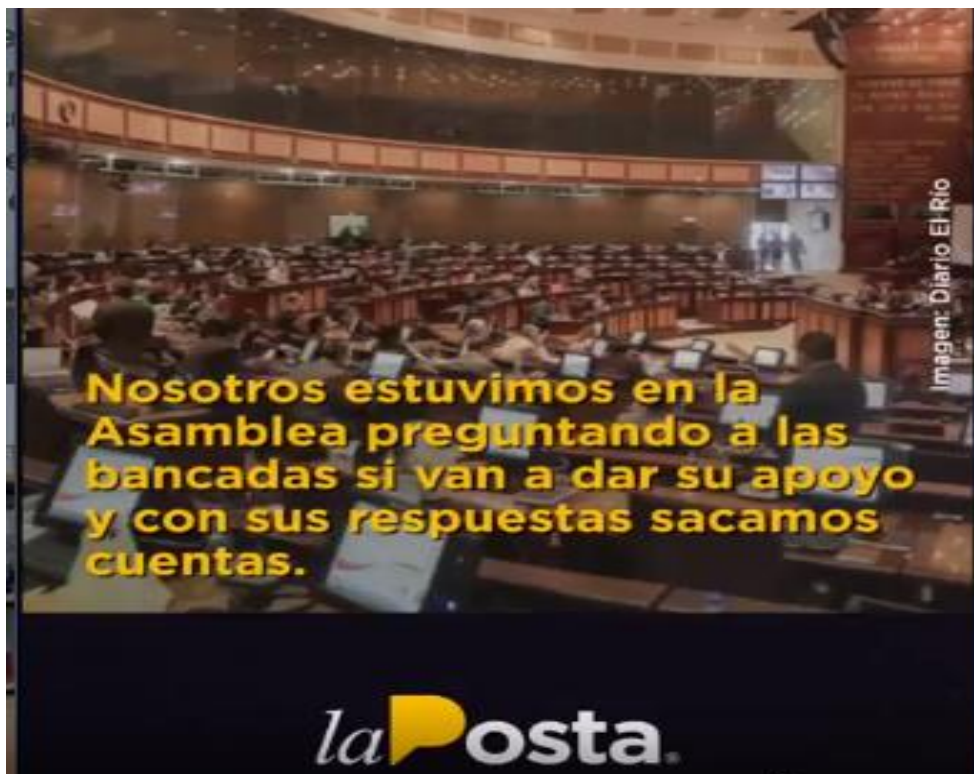 Imagen: Diario El Rio
Nosotros estuvimos en la
Asamblea preguntando a las
bancadas si van a dar su apoyo
y con sus respuestas sacamos
cuentas.
laPosta®